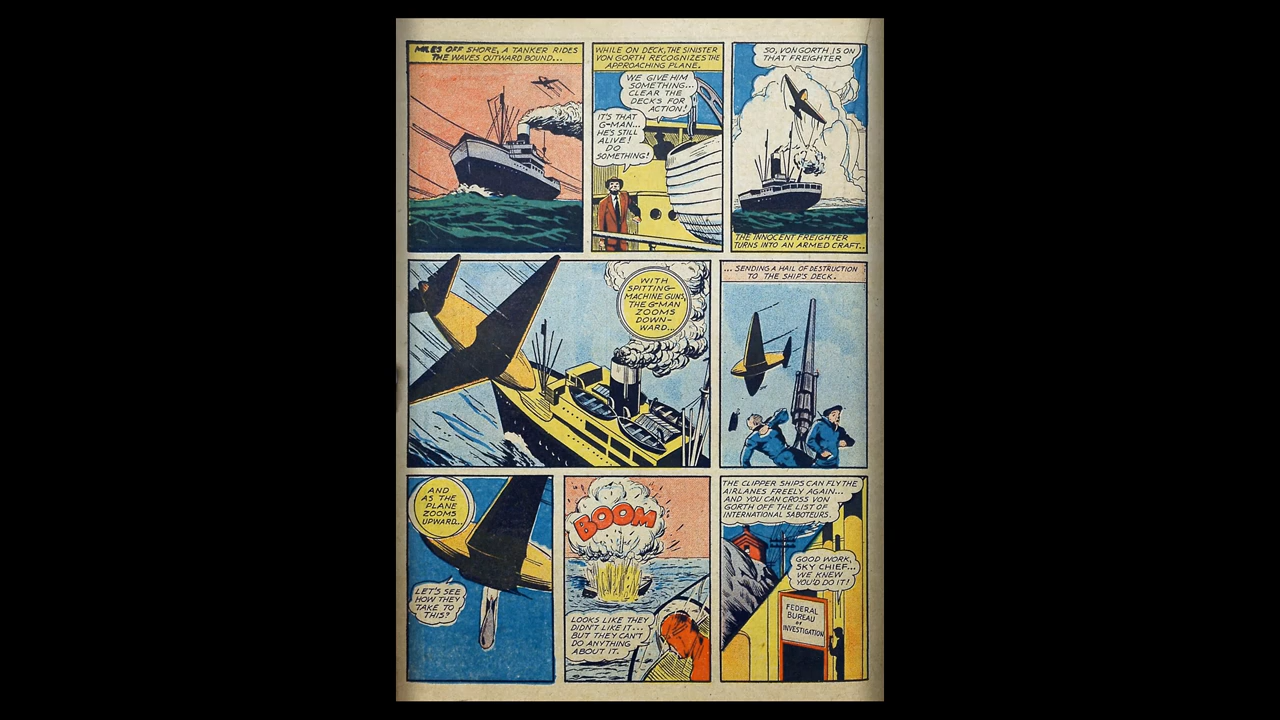 MILES OFF SHORE, A TANKER RIDES
THE WAVES OUTWARD BOUND...
WHILE ON DECK, THE SINISTER
VON GORTH RECOGNIZES THE
APPROACHING PLANE.
WE GIVE HIM
SOMETHING...
CLEAR THE
DECKS FOR
ACTION!
IT'S THAT
G-MAN...
HE'S STILL
ALIVE!
DO
SOMETHING!
SO, VON GORTH IS ON
THAT FREIGHTER
THE INNOCENT FREIGHTER
TURNS INTO AN ARMED CRAFT..
WITH
SPITTING
MACHINE GUNS,
THE G-MAN
ZOOMS
DOWN-
WARD...
... SENDING A HAIL OF DESTRUCTION
TO THE SHIP'S DECK.
AND
AS THE
PLANE
ZOOMS
UPWARD...
LET'S SEE
HOW THEY
TAKE TO
THIS?
BOOM
LOOKS LIKE THEY
DIDN'T LIKE IT...
BUT THEY CAN'T
DO ANYTHING
ABOUT IT.
THE CLIPPER SHIPS CAN FLY THE
AIRLANES FREELY AGAIN...
AND YOU CAN CROSS VON
GORTH OFF THE LIST OF
INTERNATIONAL SABOTEURS.
GOOD WORK,
SKY CHIEF...
WE KNEW
YOU'D DO IT!
FEDERAL
BUREAU
OF
INVESTIGATION